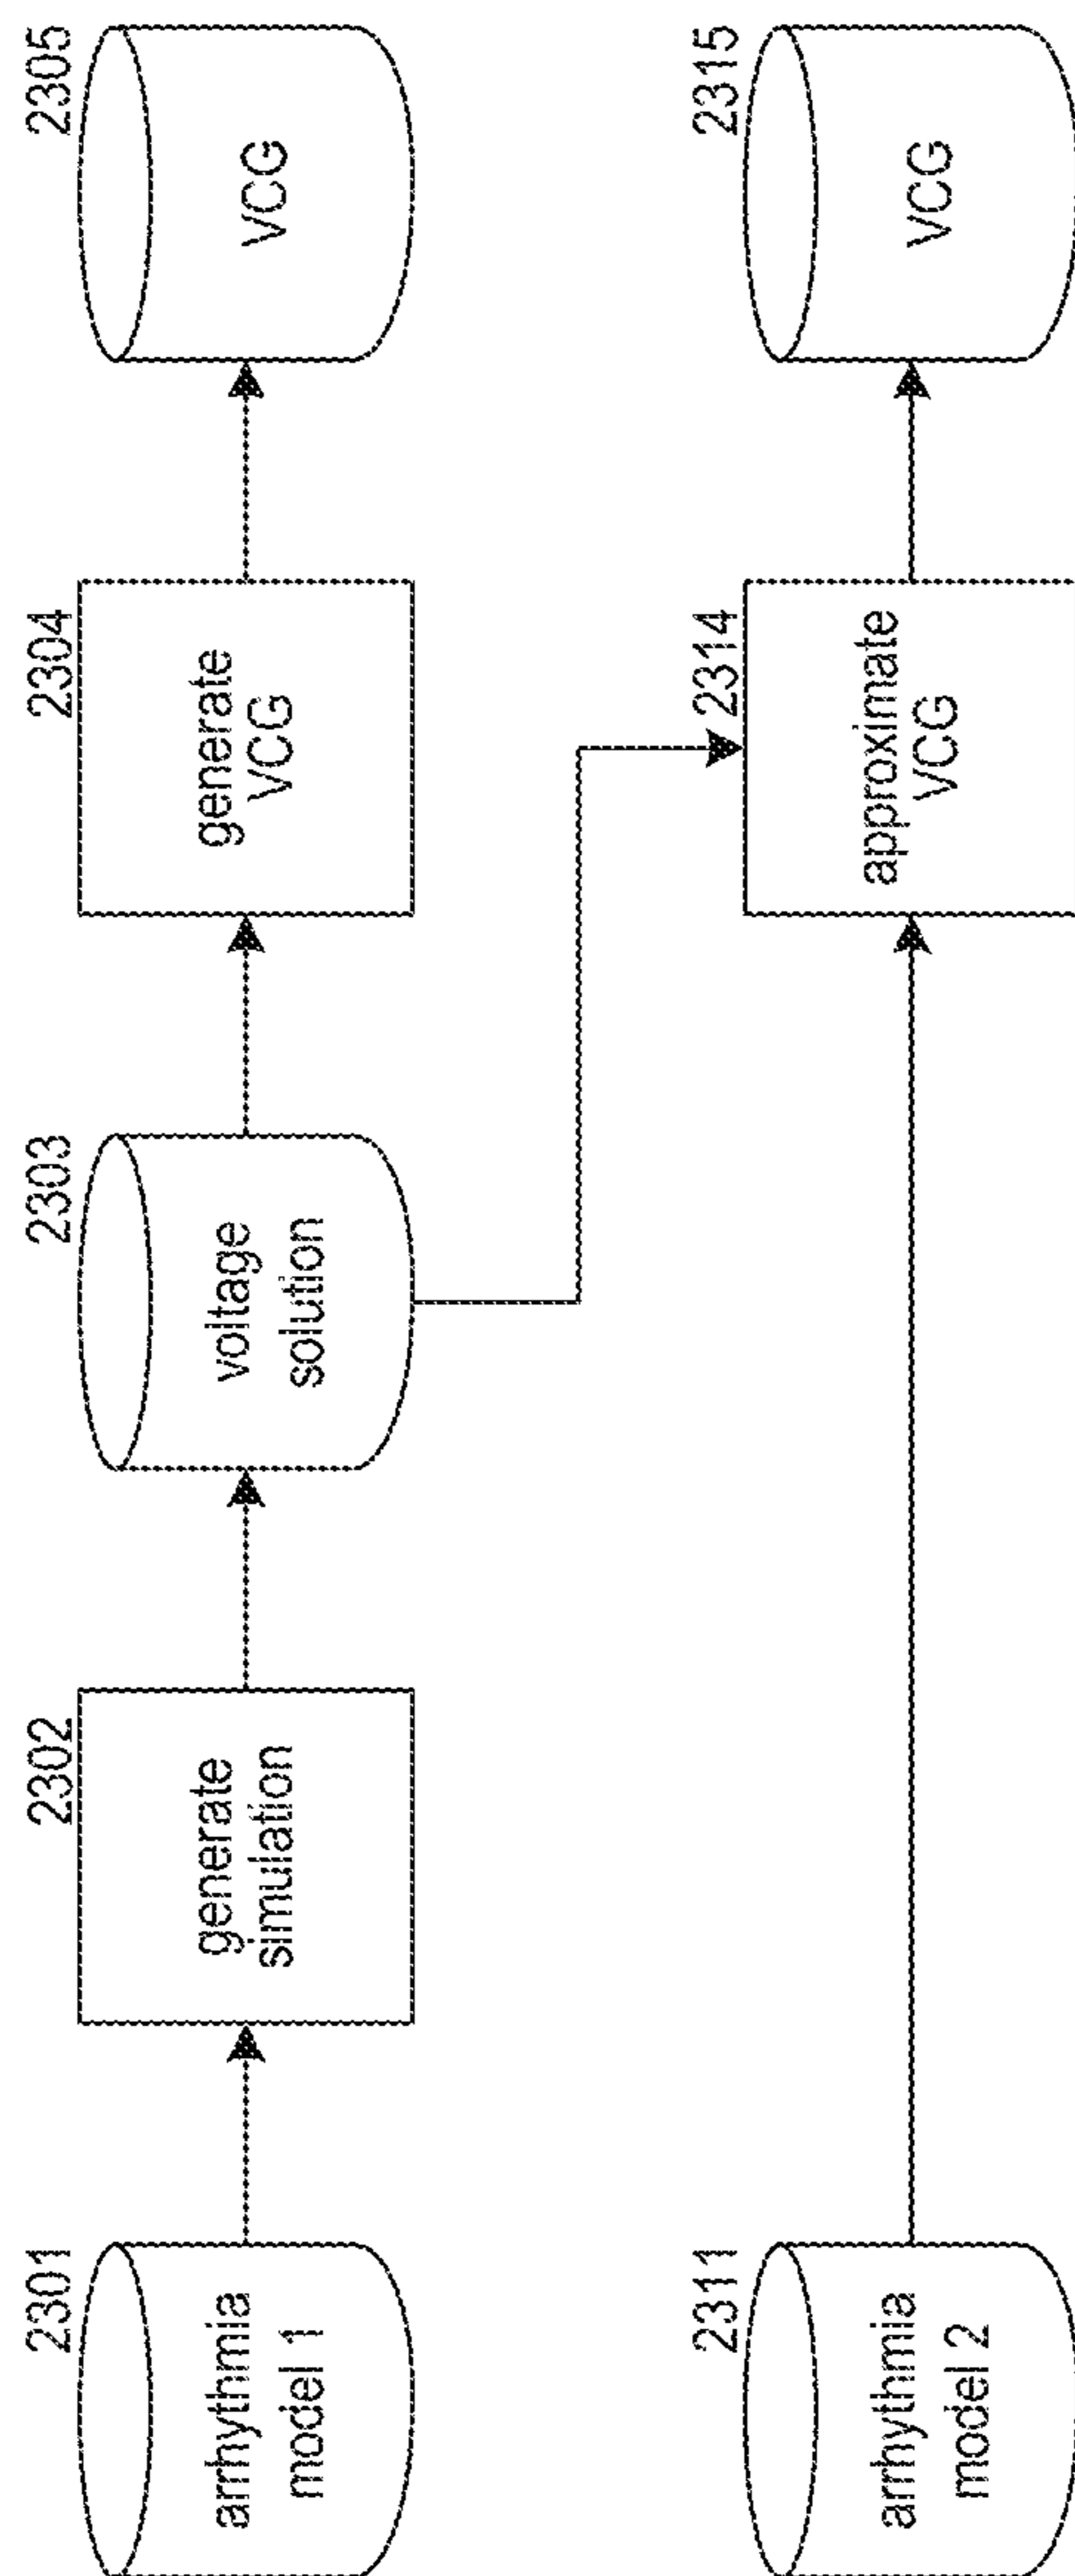 2301
arrhythmia
model 1
2302
generate
simulation
2303
voltage
solution
2304
generate
VCG
2305
VCG
2311
arrhythmia
model 2
2314
approximate
VCG
2315
VCG